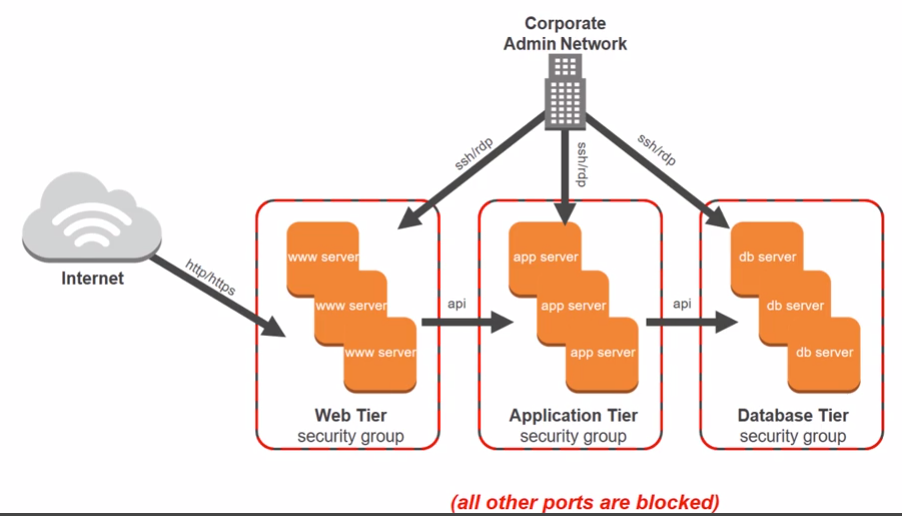 Corporate
Admin Network
ssh/rdp
ssh/rdp
ssh/rdp
Internet
http/https
www server
www server
www server
api
app server
app server
app server
api
db server
db server
db server
Web Tier
security group
Application Tier
security group
Database Tier
security group
(all other ports are blocked)